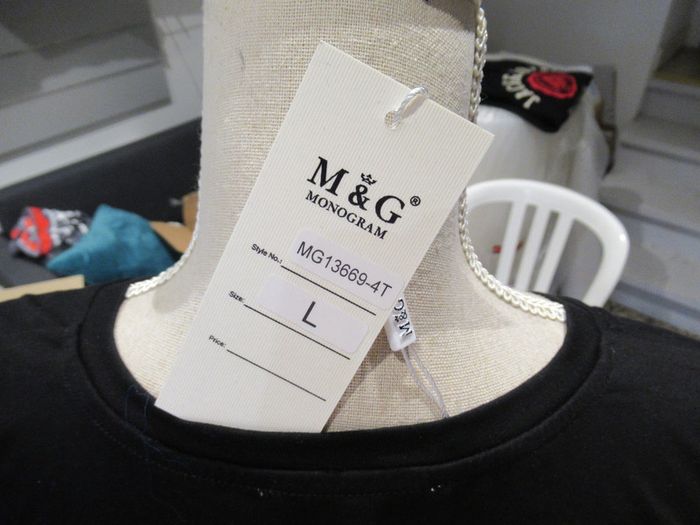 M & G ®
MONOGRAM
Style No.: MG13669-4T
Size: L
Price:
M&G